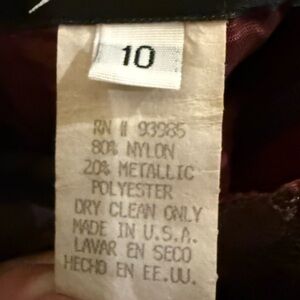 10
RN # 93985
80% NYLON
20% METALLIC
POLYESTER
DRY CLEAN ONLY
MADE IN U.S.A.
LAVAR EN SECO
HECHO EN EE.UU.